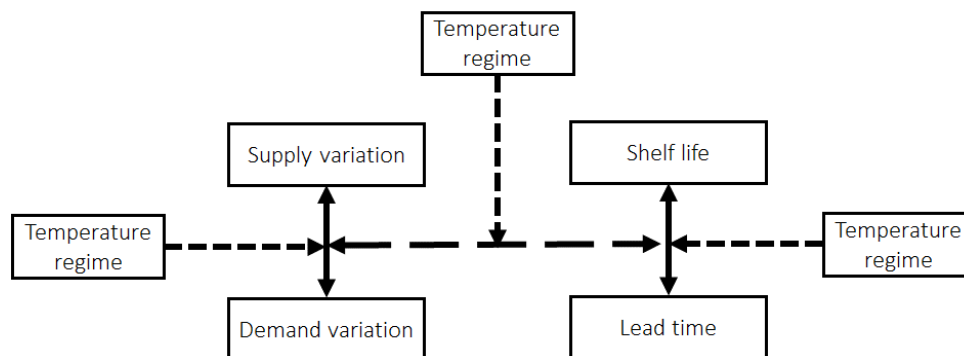 Temperature
regime
Supply variation
Shelf life
Temperature
regime
Temperature
regime
Demand variation
Lead time